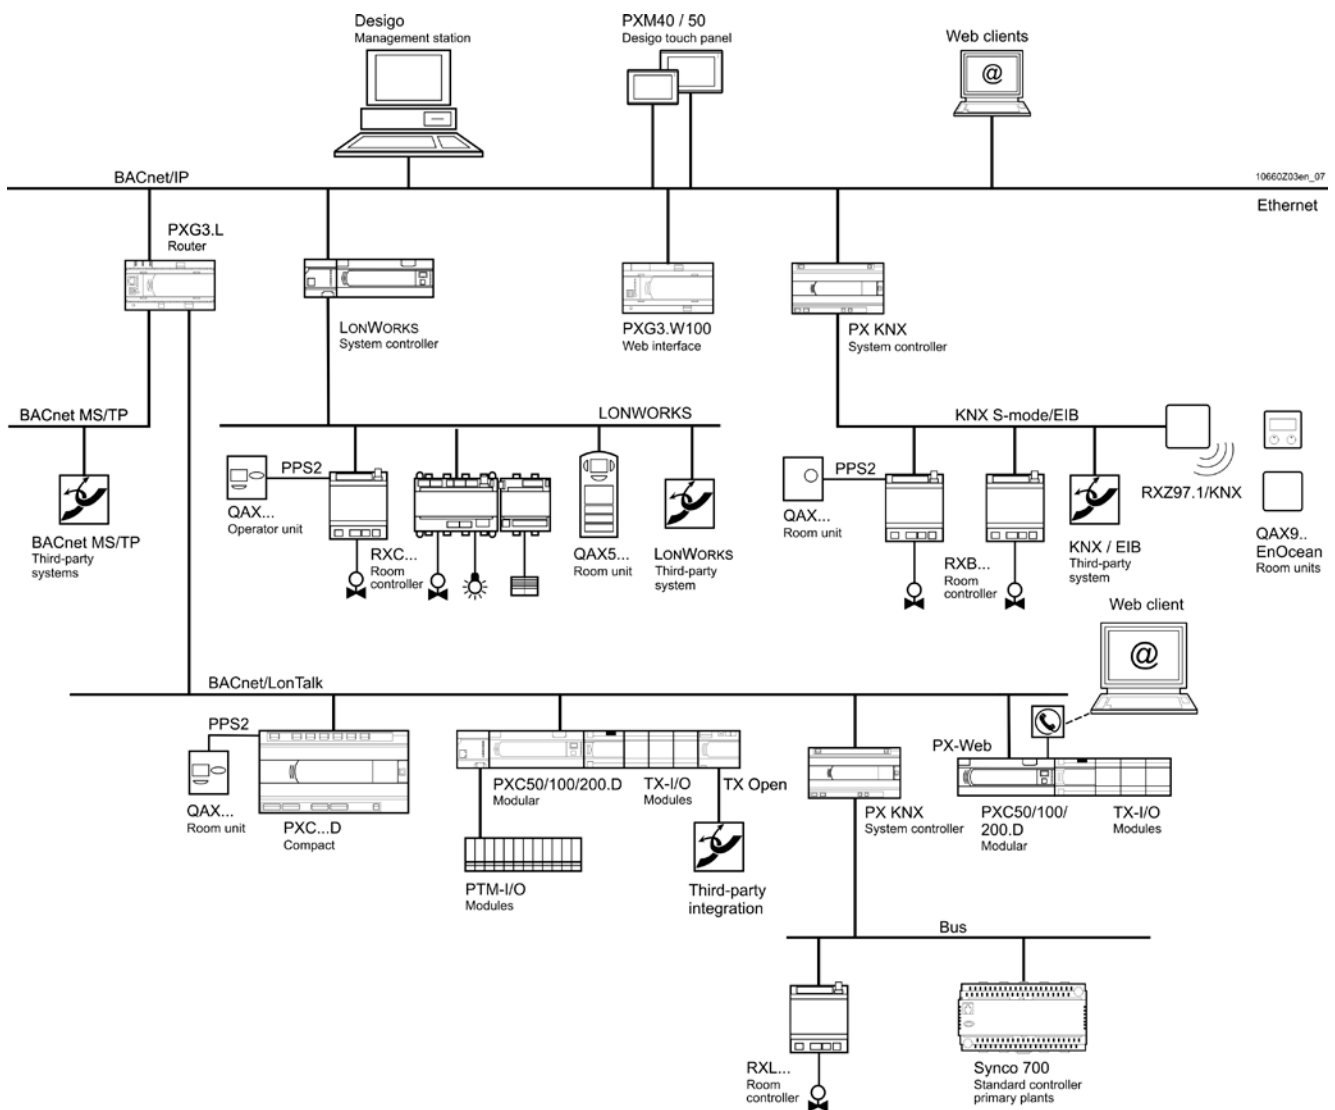 Desigo
Management station
PXM40 / 50
Desigo touch panel
Web clients
@
BACnet/IP
10660Z03en_07
Ethernet
PXG3.L
Router
LONWORKS
System controller
PXG3.W100
Web interface
PX KNX
System controller
BACnet MS/TP
LONWORKS
KNX S-mode/EIB
PPS2
PPS2
RXZ97.1/KNX
QAX...
Operator unit
RXC...
Room
controller
QAX5...
Room unit
LONWORKS
Third-party
system
QAX...
Room unit
RXB...
Room
controller
KNX / EIB
Third-party
system
QAX9..
EnOcean
Room units
BACnet MS/TP
Third-party
systems
Web client
@
BACnet/LonTalk
PPS2
QAX...
Room unit
PXC...D
Compact
PXC50/100/200.D
Modular
TX-I/O
Modules
TX Open
PTM-I/O
Modules
Third-party
integration
PX KNX
System controller
PX-Web
PXC50/100/
200.D
Modular
TX-I/O
Modules
Bus
RXL...
Room
controller
Synco 700
Standard controller
primary plants